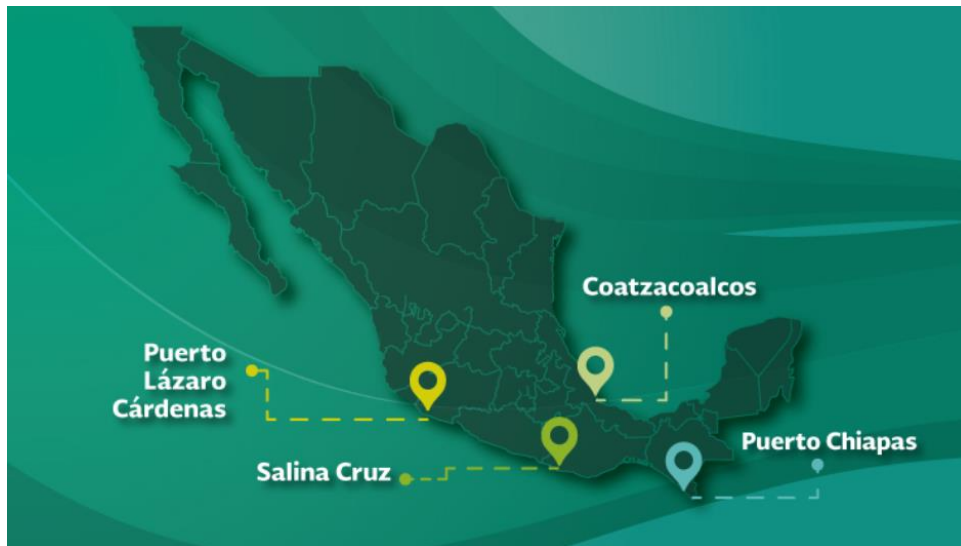 Coatzacoalcos
Puerto
Lázaro
Cárdenas
Puerto Chiapas
Salina Cruz